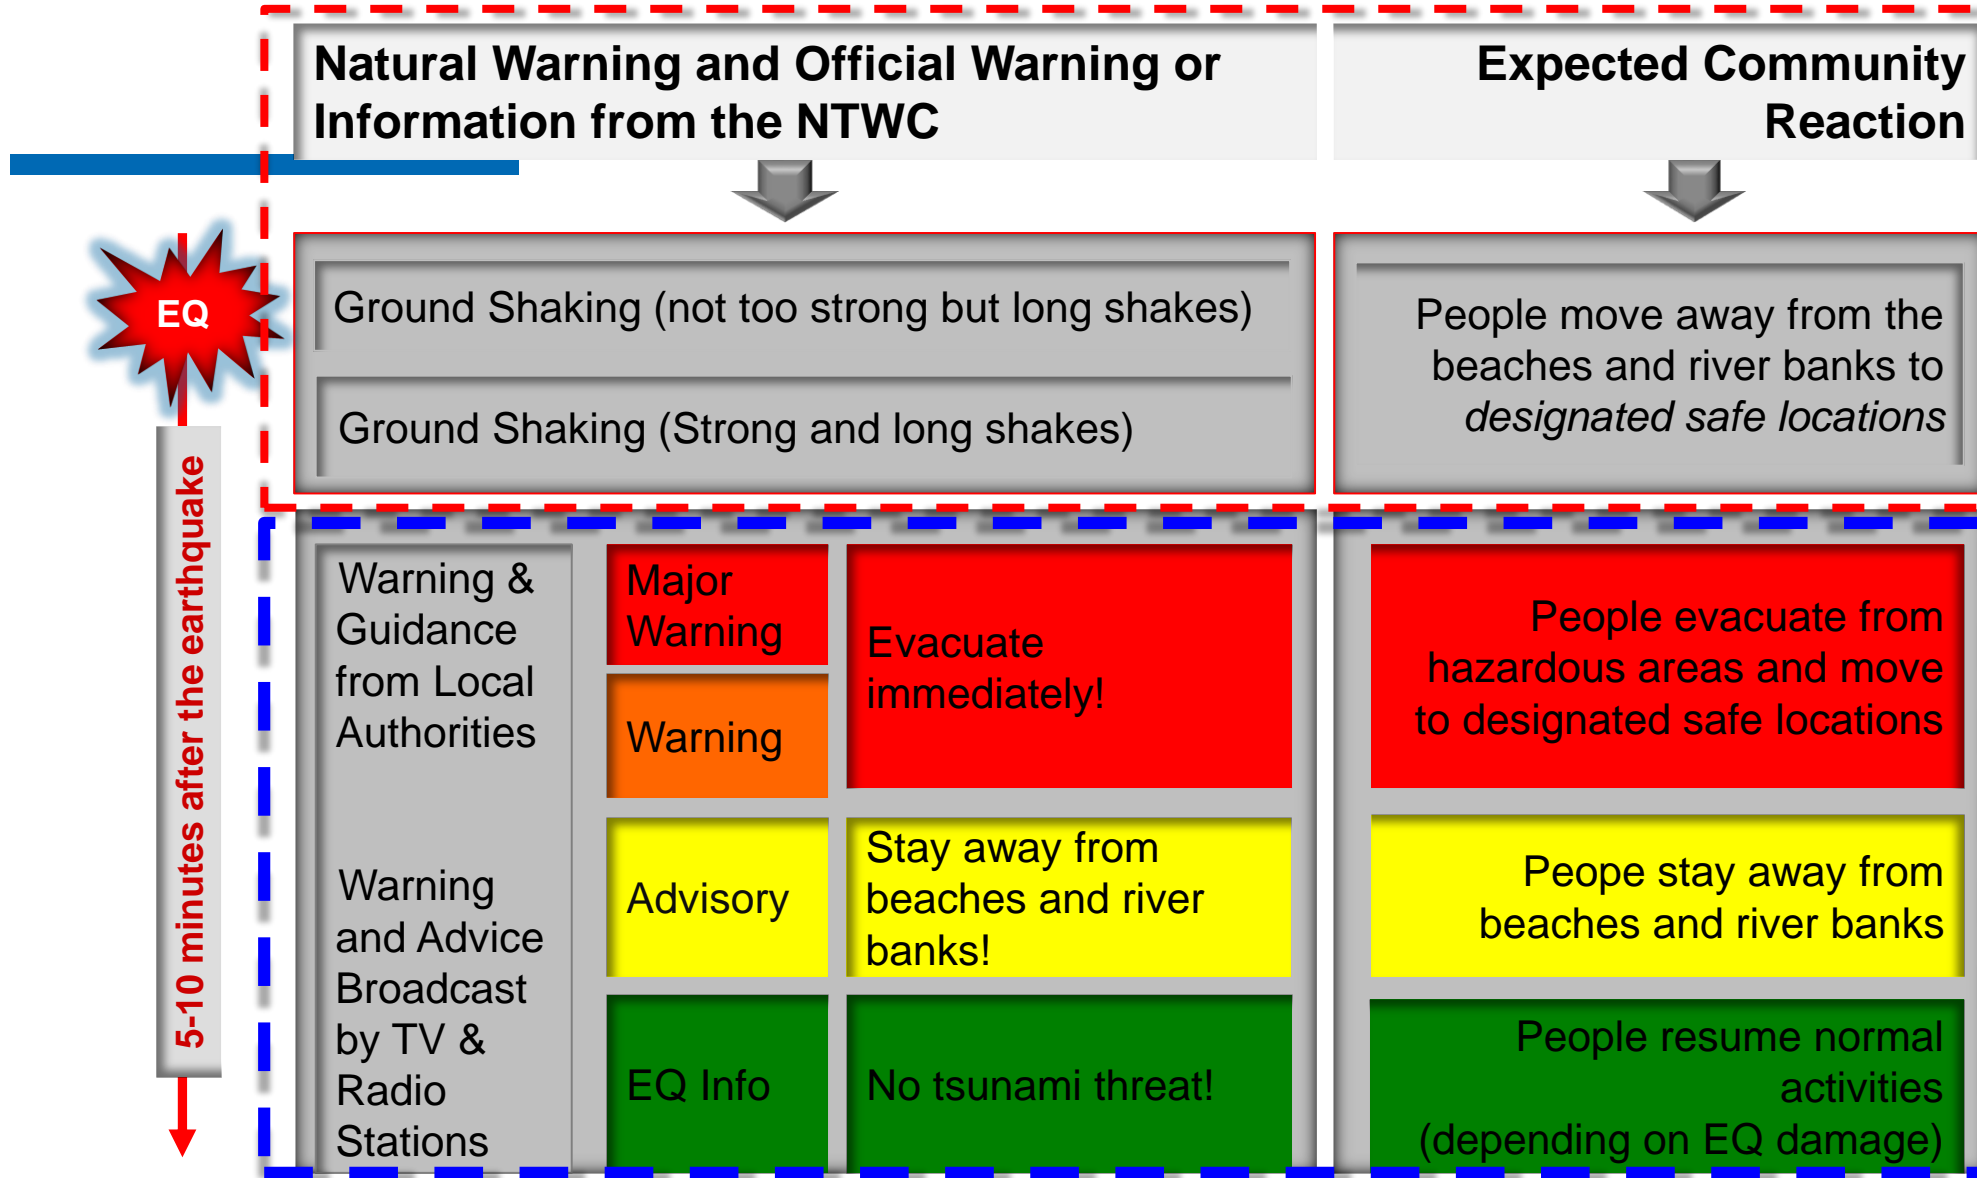 Natural Warning and Official Warning or
Information from the NTWC
Expected Community
Reaction
EQ
Ground Shaking (not too strong but long shakes)
Ground Shaking (Strong and long shakes)
People move away from the
beaches and river banks to
designated safe locations
5-10 minutes after the earthquake
Warning &
Guidance
from Local
Authorities
Warning
and Advice
Broadcast
by TV &
Radio
Stations
Major
Warning
Warning
Evacuate
immediately!
People evacuate from
hazardous areas and move
to designated safe locations
Advisory
Stay away from
beaches and river
banks!
Peope stay away from
beaches and river banks
EQ Info
No tsunami threat!
People resume normal
activities
(depending on EQ damage)